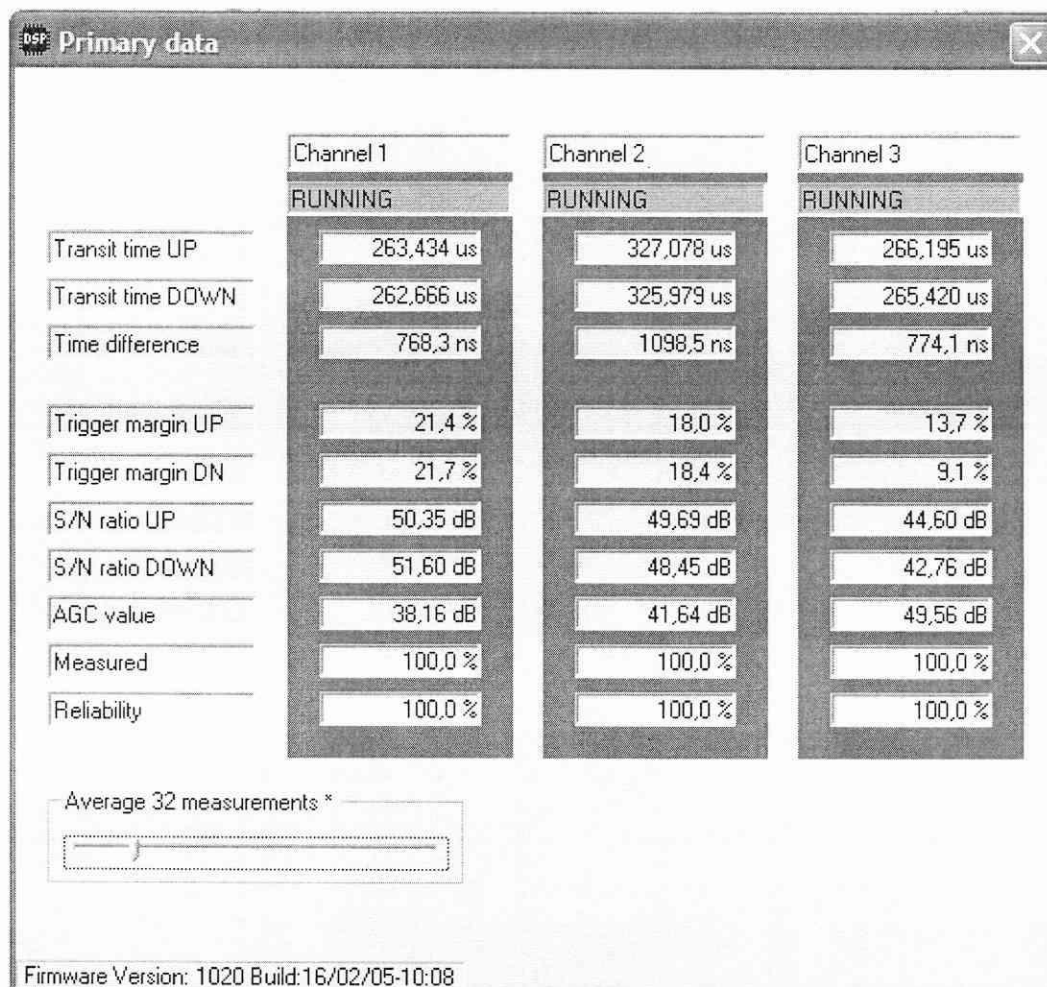 DSP Primary data
Channel 1 Channel 2 Channel 3
RUNNING RUNNING RUNNING
Transit time UP 263,434 us 327,078 us 266,195 us
Transit time DOWN 262,666 us 325,979 us 265,420 us
Time difference 768,3 ns 1098,5 ns 774,1 ns
Trigger margin UP 21,4 % 18,0 % 13,7 %
Trigger margin DN 21,7 % 18,4 % 9,1 %
S/N ratio UP 50,35 dB 49,69 dB 44,60 dB
S/N ratio DOWN 51,60 dB 48,45 dB 42,76 dB
AGC value 38,16 dB 41,64 dB 49,56 dB
Measured 100,0 % 100,0 % 100,0 %
Reliability 100,0 % 100,0 % 100,0 %
Average 32 measurements *
Firmware Version: 1020 Build:16/02/05-10:08